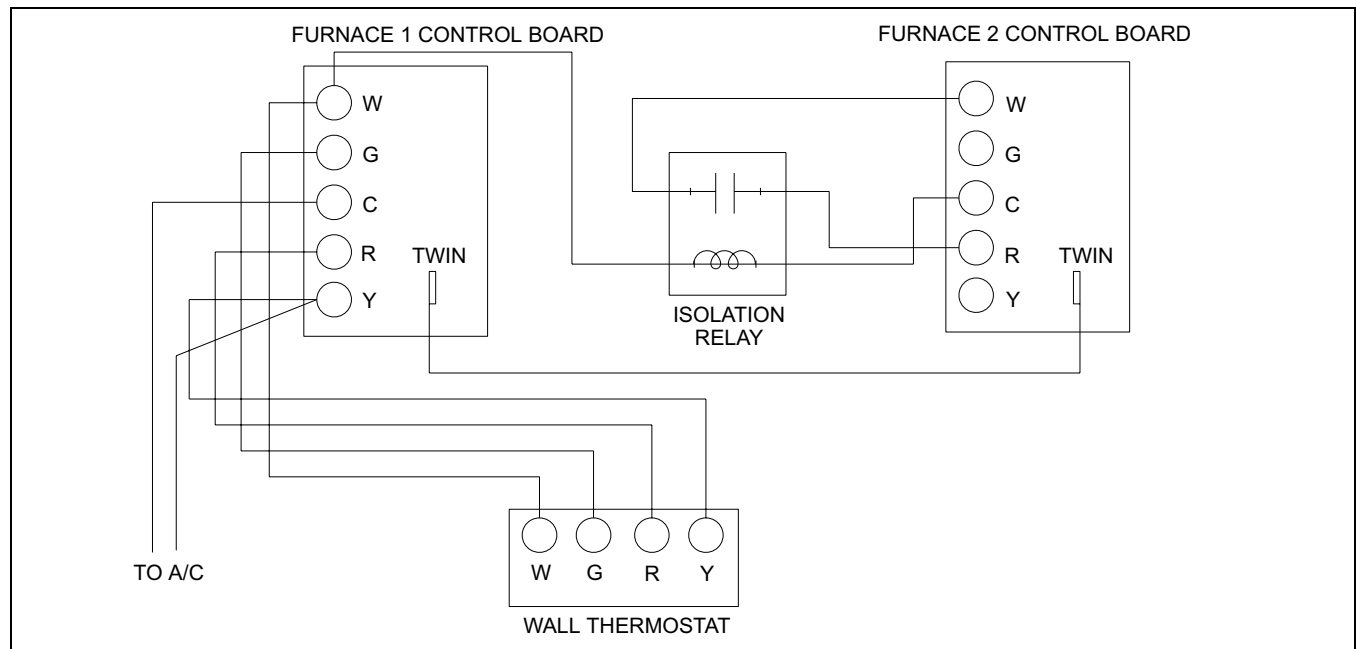 FURNACE 1 CONTROL BOARD
W
G
C
R
Y
TWIN
FURNACE 2 CONTROL BOARD
W
G
C
R
Y
TWIN
ISOLATION
RELAY
TO A/C
W G R Y
WALL THERMOSTAT